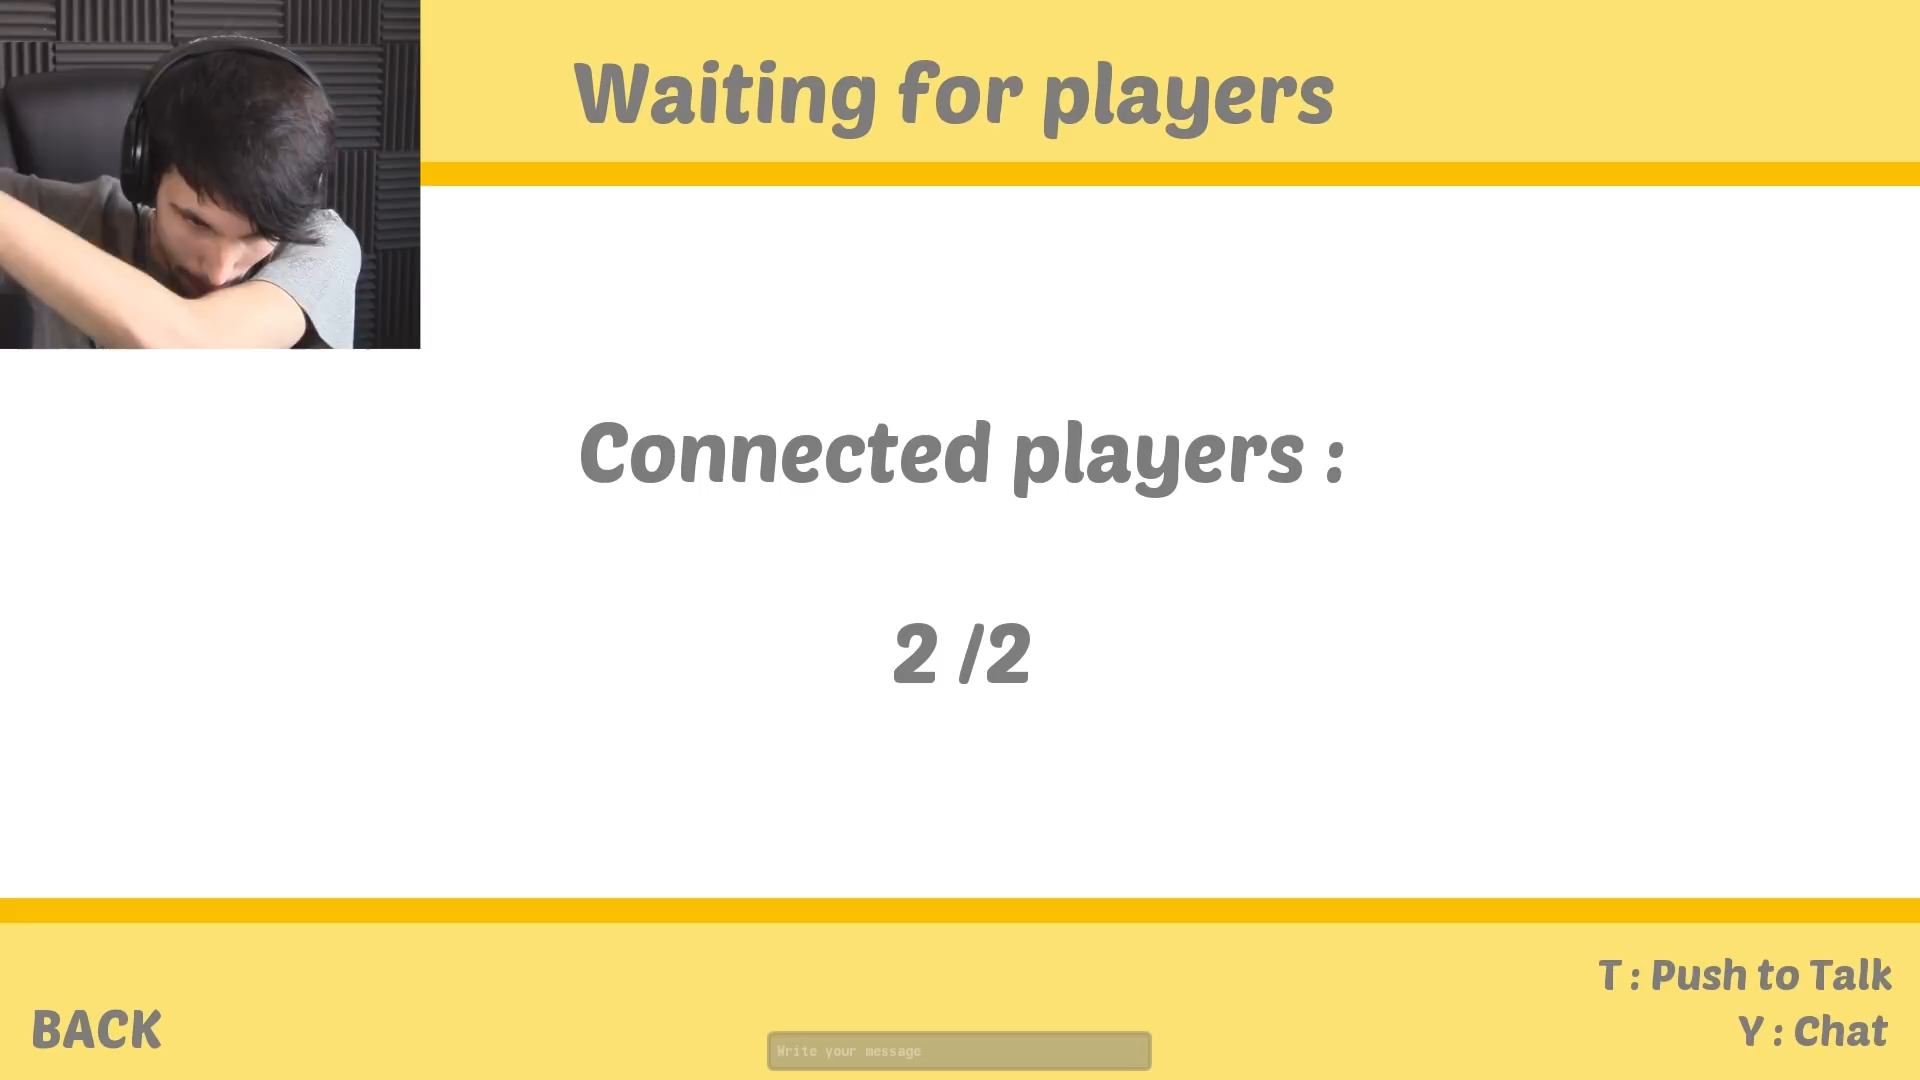 Waiting for players
Connected players :
2 /2
T : Push to Talk
Y : Chat
BACK
Write your message